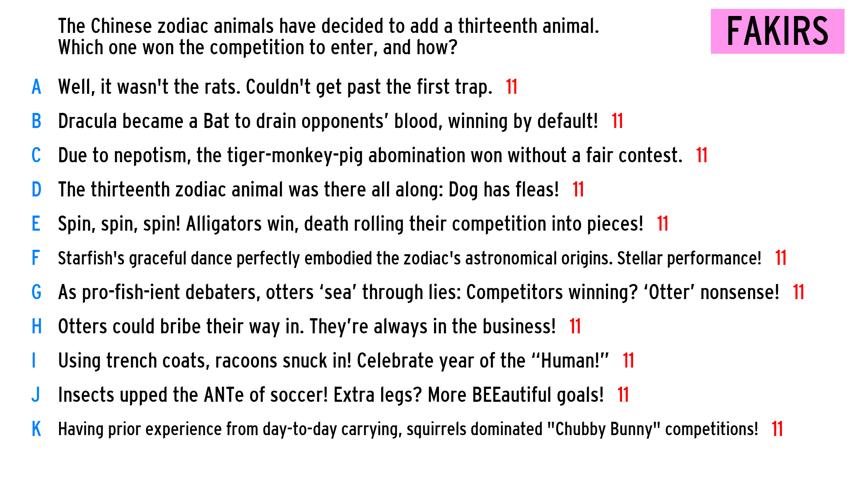 The Chinese zodiac animals have decided to add a thirteenth animal.
Which one won the competition to enter, and how?
FAKIRS
A Well, it wasn't the rats. Couldn't get past the first trap. 11
B Dracula became a Bat to drain opponents’ blood, winning by default! 11
C Due to nepotism, the tiger-monkey-pig abomination won without a fair contest. 11
D The thirteenth zodiac animal was there all along: Dog has fleas! 11
E Spin, spin, spin! Alligators win, death rolling their competition into pieces! 11
F Starfish's graceful dance perfectly embodied the zodiac's astronomical origins. Stellar performance! 11
G As pro-fish-ient debaters, otters ‘sea’ through lies: Competitors winning? ‘Otter’ nonsense! 11
H Otters could bribe their way in. They’re always in the business! 11
I Using trench coats, racoons snuck in! Celebrate year of the “Human!” 11
J Insects upped the ANTe of soccer! Extra legs? More BEEautiful goals! 11
K Having prior experience from day-to-day carrying, squirrels dominated "Chubby Bunny" competitions! 11